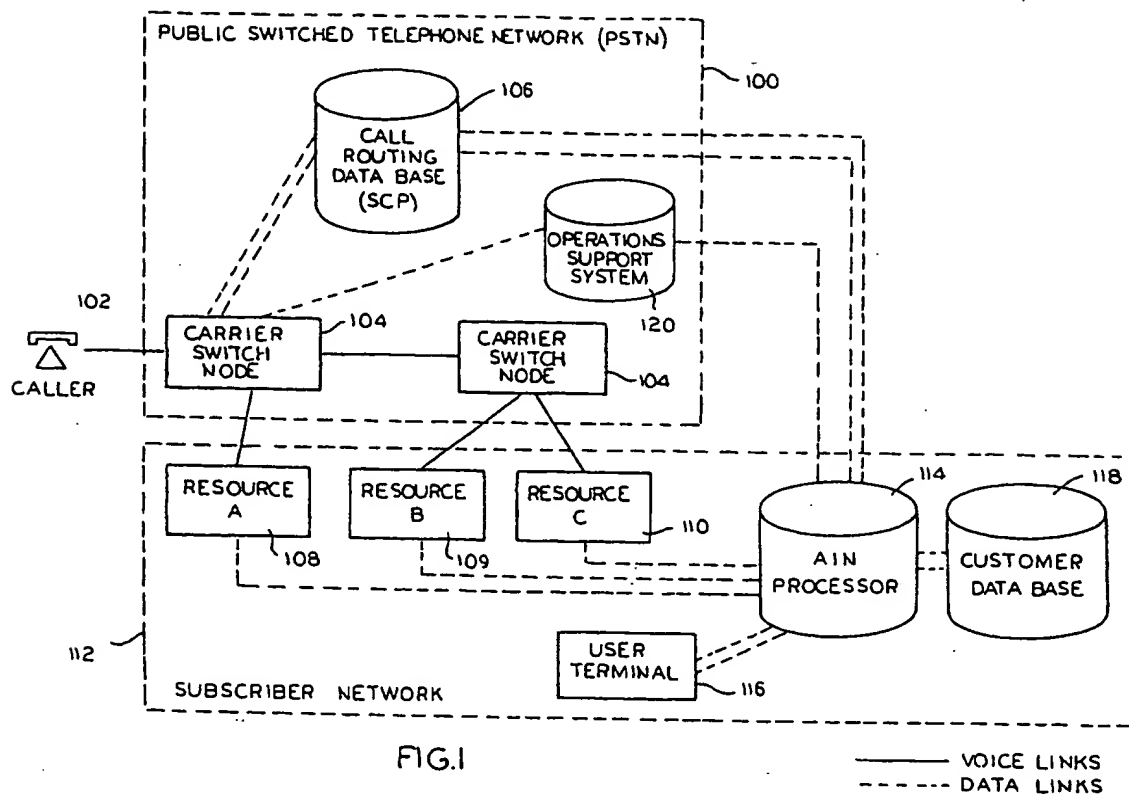 PUBLIC SWITCHED TELEPHONE NETWORK (PSTN)
100
106
CALL
ROUTING
DATA BASE
(SCP)
OPERATIONS
SUPPORT
SYSTEM
120
102
CALLER
104
CARRIER
SWITCH
NODE
CARRIER
SWITCH
NODE
104
RESOURCE
A
108
RESOURCE
B
109
RESOURCE
C
110
114
AIN
PROCESSOR
118
CUSTOMER
DATA BASE
112
USER
TERMINAL
116
SUBSCRIBER NETWORK
FIG.1
VOICE LINKS
DATA LINKS